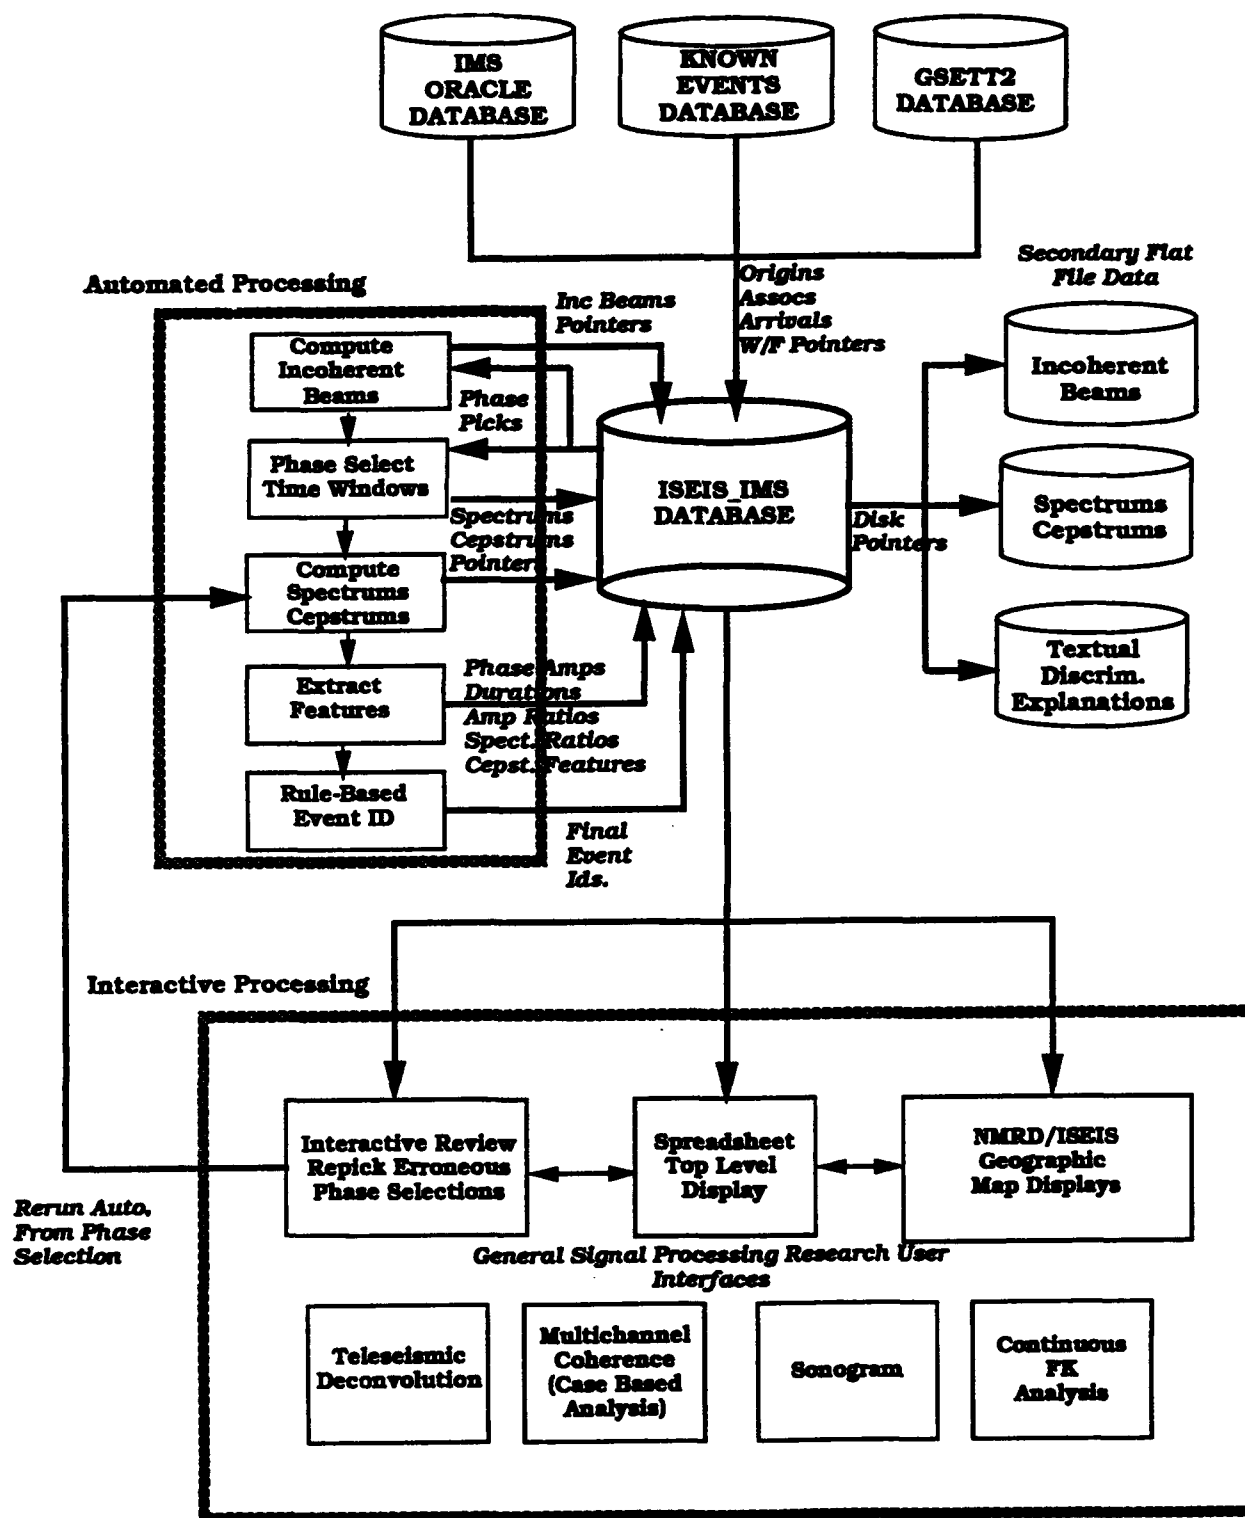 IMS
ORACLE
DATABASE
KNOWN
EVENTS
DATABASE
GSETT2
DATABASE
Secondary Flat
File Data
Automated Processing
Inc Beams
Pointers
Origins
Assocs
Arrivals
W/F Pointers
Compute
Incoherent
Beams
Phase
Picks
Incoherent
Beams
Phase Select
Time Windows
ISEIS_IMS
DATABASE
Spectrums
Cepstrums
Pointers
Disk
Pointers
Spectrums
Cepstrums
Compute
Spectrums
Cepstrums
Textual
Discrim.
Explanations
Extract
Features
Phase Amps
Durations
Amp Ratios
Spect. Ratios
Cepst. Features
Rule-Based
Event ID
Final
Event
Ids.
Interactive Processing
Interactive Review
Repick Erroneous
Phase Selections
Spreadsheet
Top Level
Display
NMRD/ISEIS
Geographic
Map Displays
Rerun Auto.
From Phase
Selection
General Signal Processing Research User
Interfaces
Teleseismic
Deconvolution
Multichannel
Coherence
(Case Based
Analysis)
Sonogram
Continuous
FK
Analysis